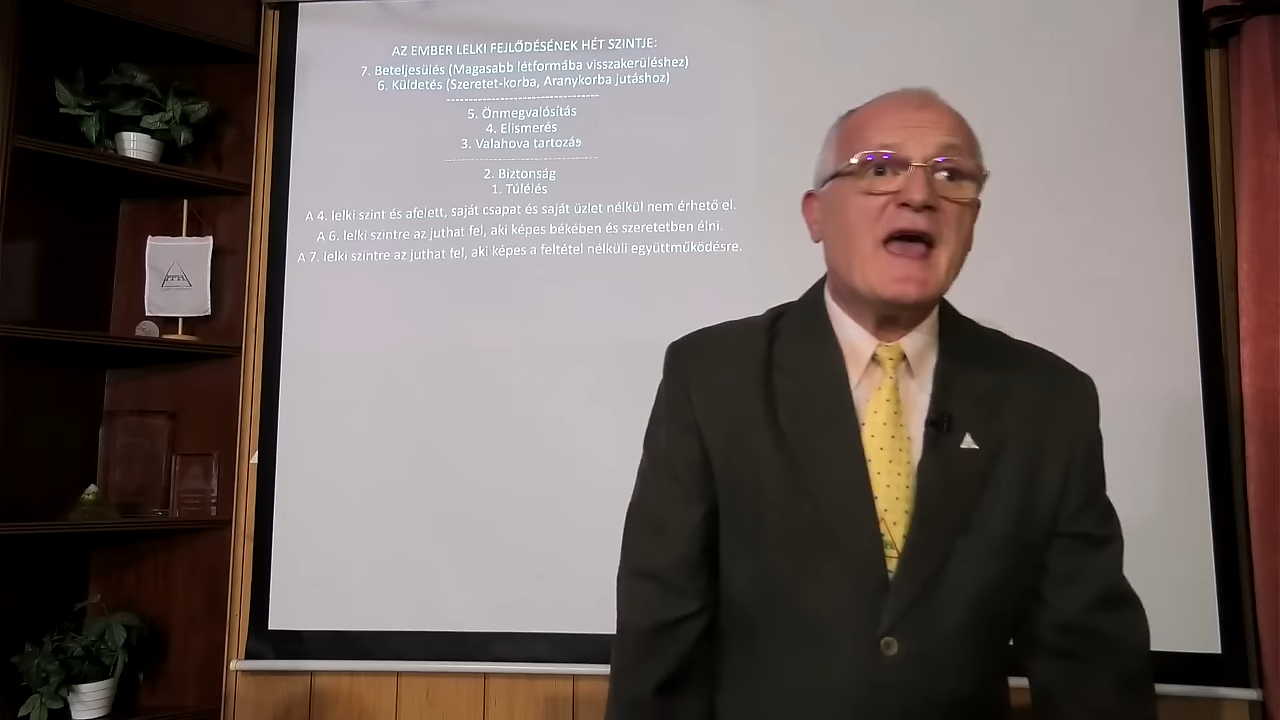 AZ EMBER LELKI FEJLŐDÉSÉNEK HÉT SZINTJE:
7. Beteljesülés (Magasabb létformába visszakerüléshez)
6. Küldetés (Szeretet-korba, Aranykorba jutáshoz)
------------------------------
5. Önmegvalósítás
4. Elismerés
3. Valahova tartozás
------------------------------
2. Biztonság
1. Túlélés
A 4. lelki szint és afelett, saját csapat és saját üzlet nélkül nem érhető el.
A 6. lelki szintre az juthat fel, aki képes békében és szeretetben élni.
A 7. lelki szintre az juthat fel, aki képes a feltétel nélküli együttműködésre.